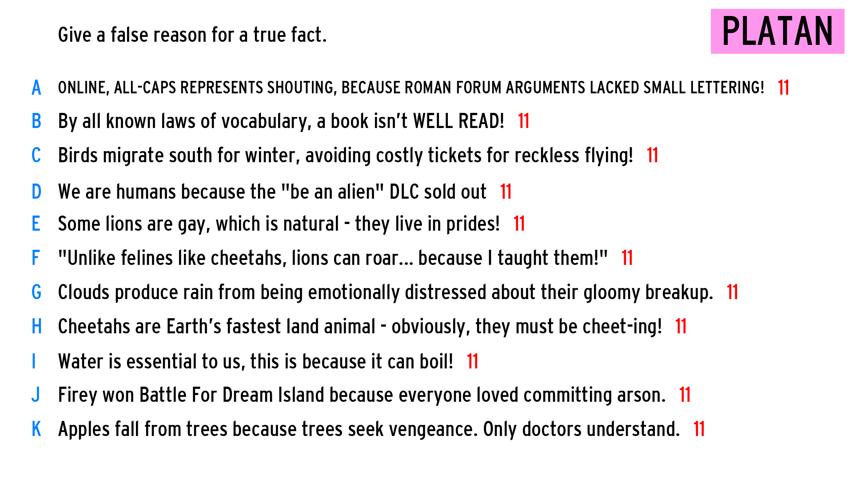 Give a false reason for a true fact.
PLATAN
A ONLINE, ALL-CAPS REPRESENTS SHOUTING, BECAUSE ROMAN FORUM ARGUMENTS LACKED SMALL LETTERING! 11
B By all known laws of vocabulary, a book isn't WELL READ! 11
C Birds migrate south for winter, avoiding costly tickets for reckless flying! 11
D We are humans because the "be an alien" DLC sold out 11
E Some lions are gay, which is natural - they live in prides! 11
F "Unlike felines like cheetahs, lions can roar... because I taught them!" 11
G Clouds produce rain from being emotionally distressed about their gloomy breakup. 11
H Cheetahs are Earth's fastest land animal - obviously, they must be cheet-ing! 11
I Water is essential to us, this is because it can boil! 11
J Firey won Battle For Dream Island because everyone loved committing arson. 11
K Apples fall from trees because trees seek vengeance. Only doctors understand. 11